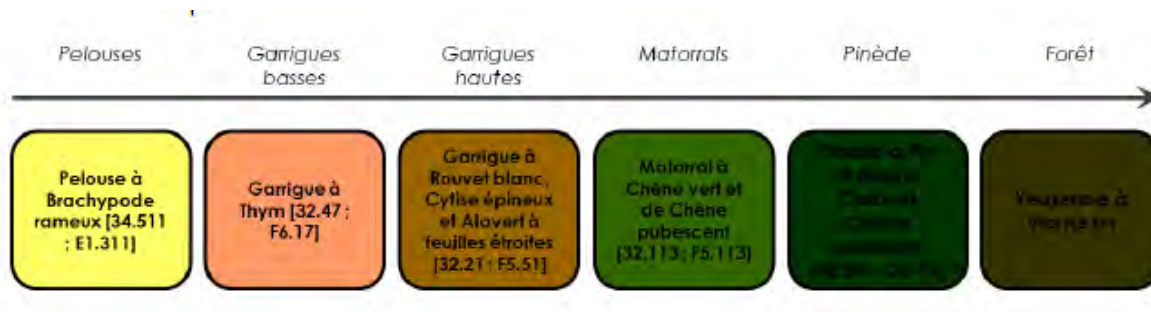 Pelouses
Garrigues
basses
Garrigues
hautes
Matorrals
Pinède
Forêt
Pelouse à
Brachypode
rameux [34.511
; E1.311]
Garrigue à
Thym [32.47 ;
F6.17]
Garrigue à
Rouvet blanc,
Cytise épineux
et Alavert à
feuilles étroites
[32.21 : F5.51]
Matorral à
Chêne vert et
de Chêne
pubescent
(32.113 ; F5.113)
Yeuseraie à